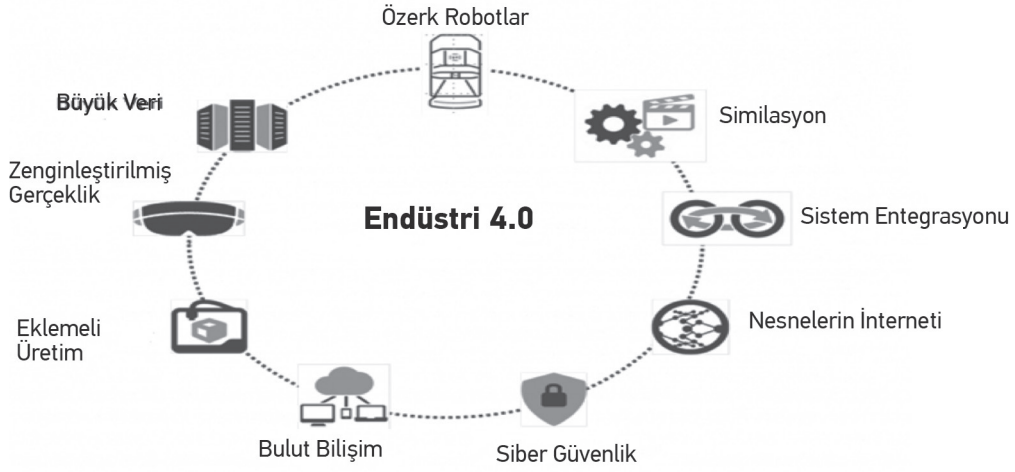 Özerk Robotlar
Büyük Veri
Similasyon
Zenginleştirilmiş
Gerçeklik
Endüstri 4.0
Sistem Entegrasyonu
Eklemeli
Üretim
Nesnelerin İnterneti
Bulut Bilişim
Siber Güvenlik